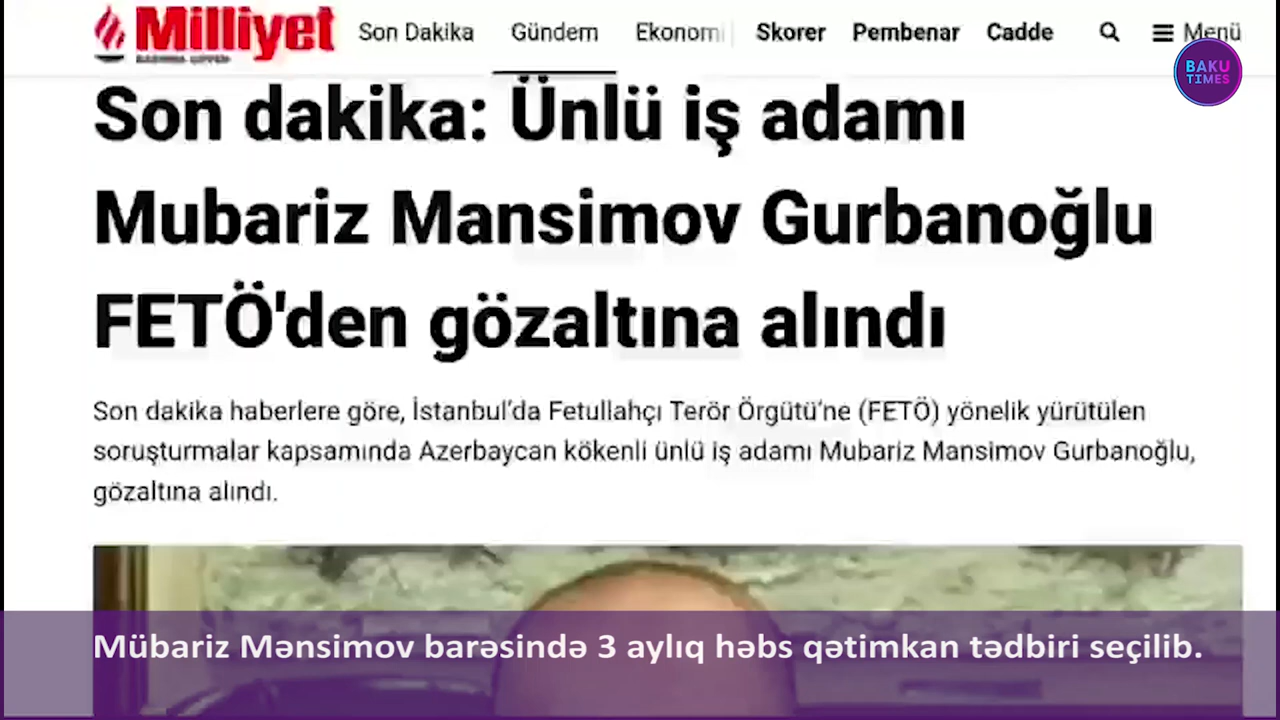 Milliyet Son Dakika Gündem Ekonomi Skorer Pembenar Cadde Menü
BAKU
TIMES
Son dakika: Ünlü iş adamı
Mubariz Mansimov Gurbanoğlu
FETÖ'den gözaltına alındı
Son dakika haberlere göre, İstanbul'da Fetullahçı Terör Örgütü'ne (FETÖ) yönelik yürütülen
soruşturmalar kapsamında Azerbaycan kökenli ünlü iş adamı Mubariz Mansimov Gurbanoğlu,
gözaltına alındı.
Mübariz Mənsimov barəsində 3 aylıq həbs qətimkan tədbiri seçilib.